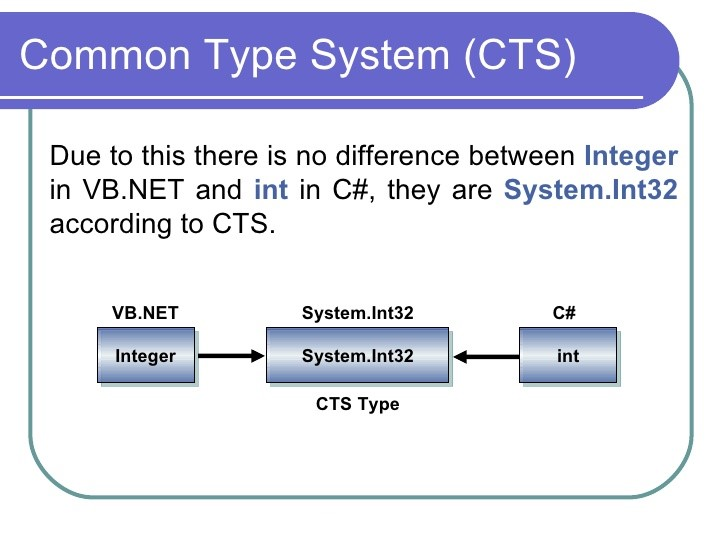 Common Type System (CTS)
Due to this there is no difference between Integer
in VB.NET and int in C#, they are System.Int32
according to CTS.
VB.NET System.Int32 C#
Integer System.Int32 int
CTS Type